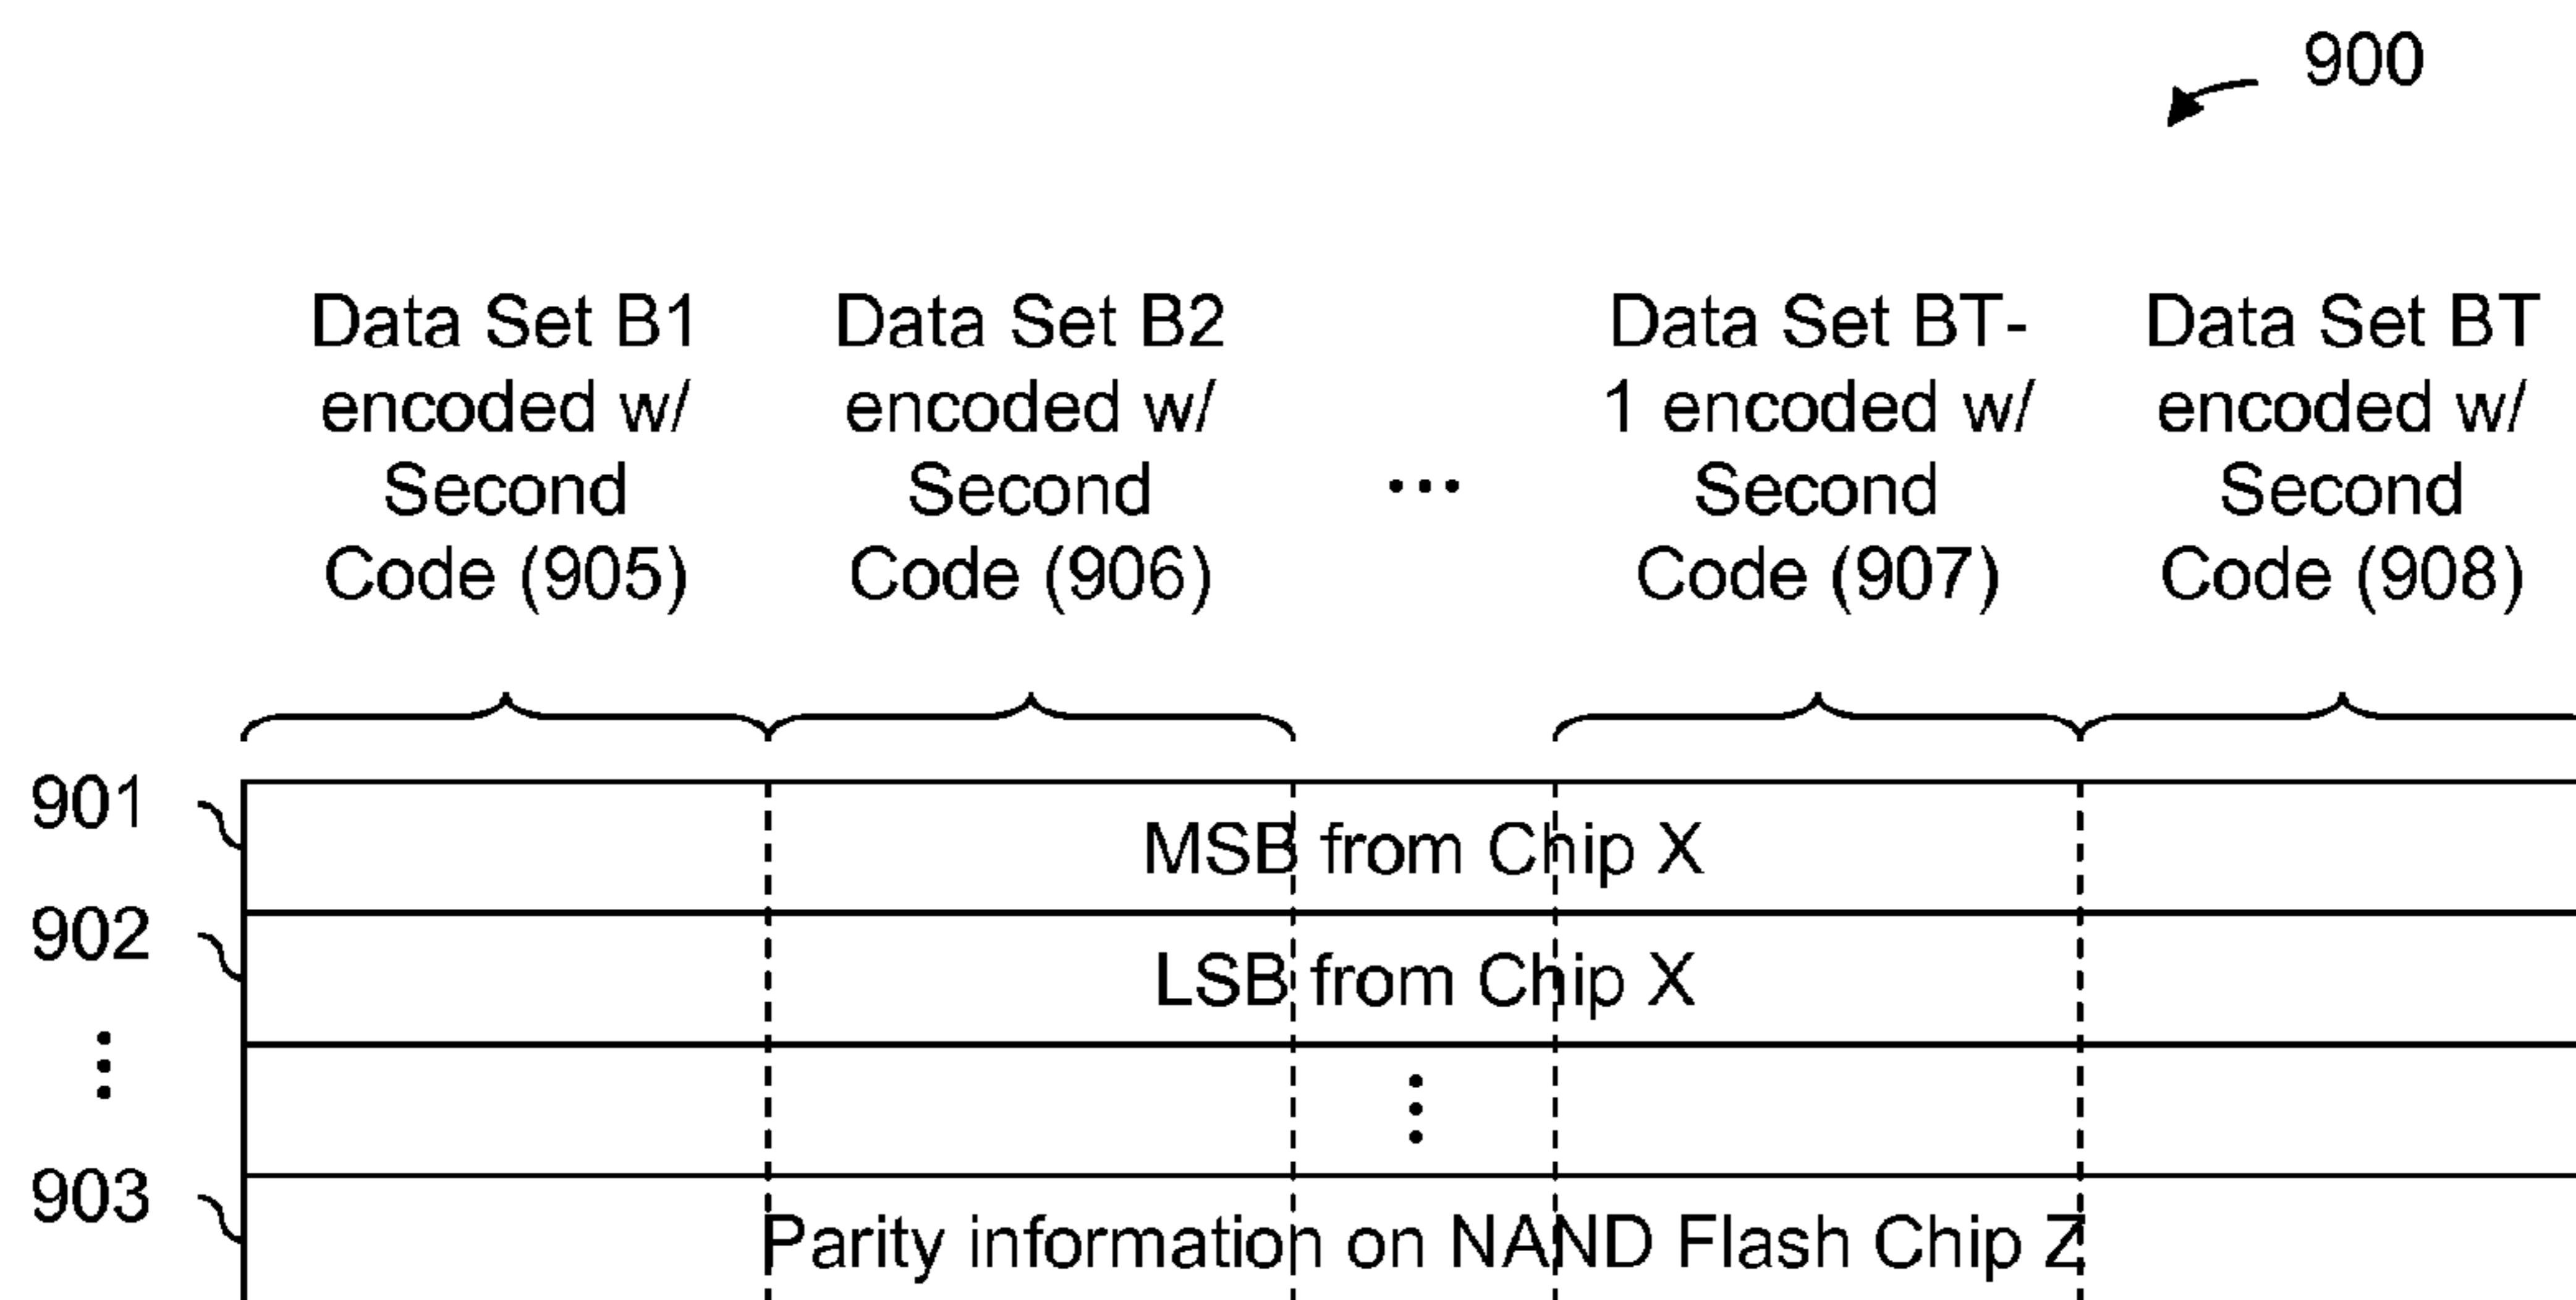 900
Data Set B1
encoded w/
Second
Code (905)
Data Set B2
encoded w/
Second
Code (906)
...
Data Set BT-
1 encoded w/
Second
Code (907)
Data Set BT
encoded w/
Second
Code (908)
901
MSB from Chip X
902
LSB from Chip X
903
Parity information on NAND Flash Chip Z